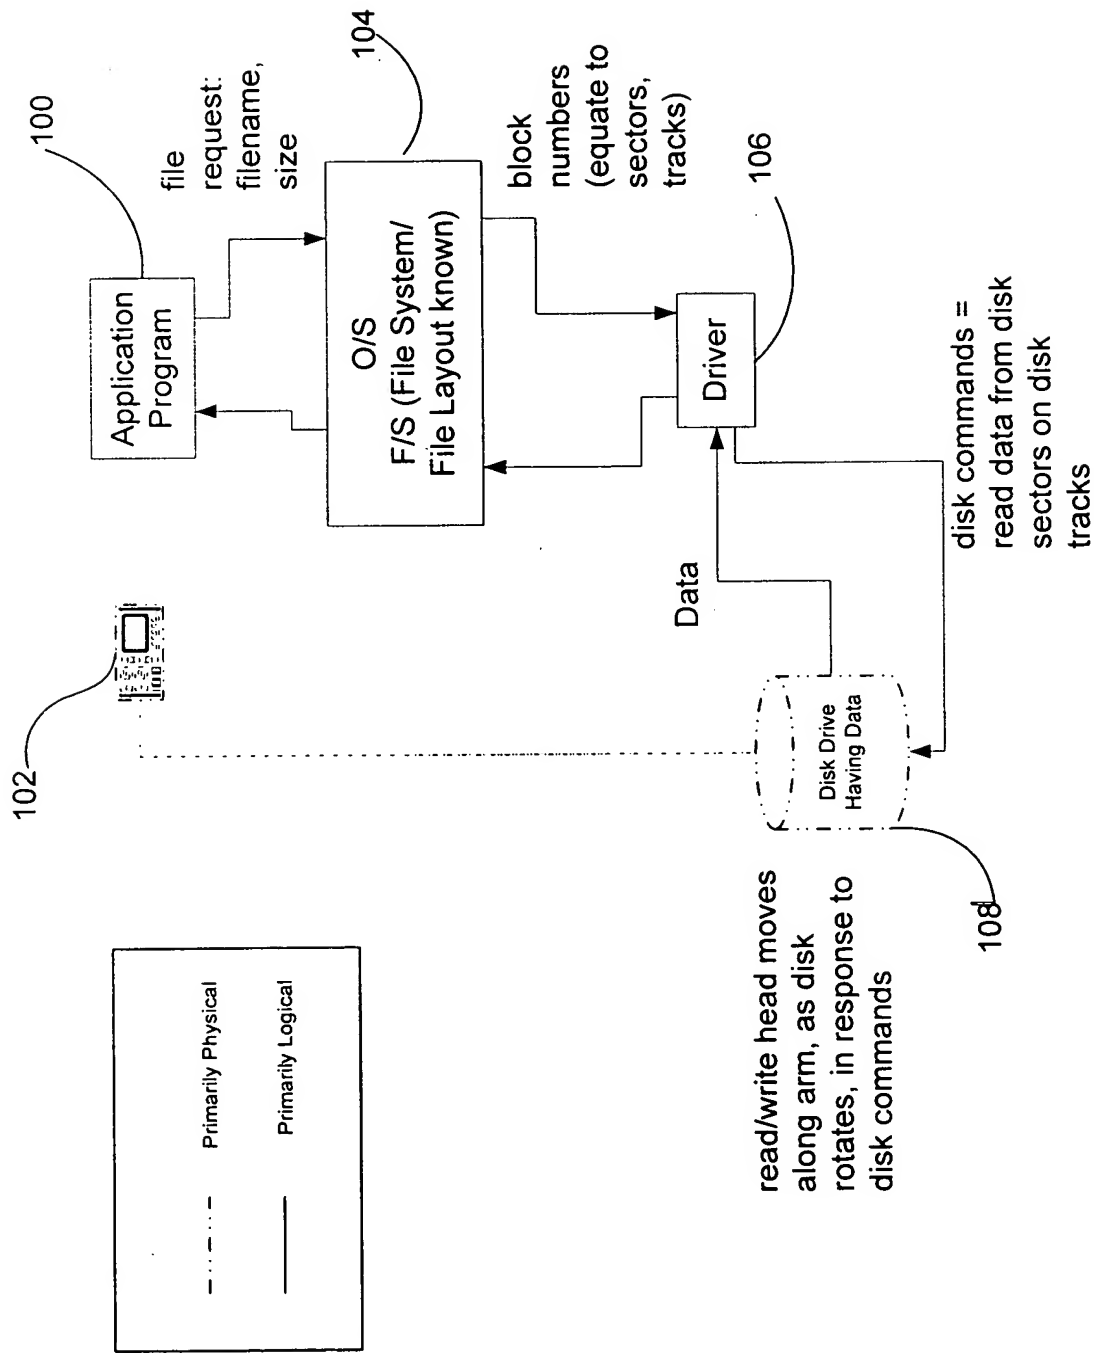 102
100
Application
Program
file
request:
filename,
size
104
O/S
F/S (File System/
File Layout known)
block
numbers
(equate to
sectors,
tracks)
Driver
106
Data
disk commands =
read data from disk
sectors on disk
tracks
Disk Drive
Having Data
108
read/write head moves
along arm, as disk
rotates, in response to
disk commands
Primarily Physical
Primarily Logical